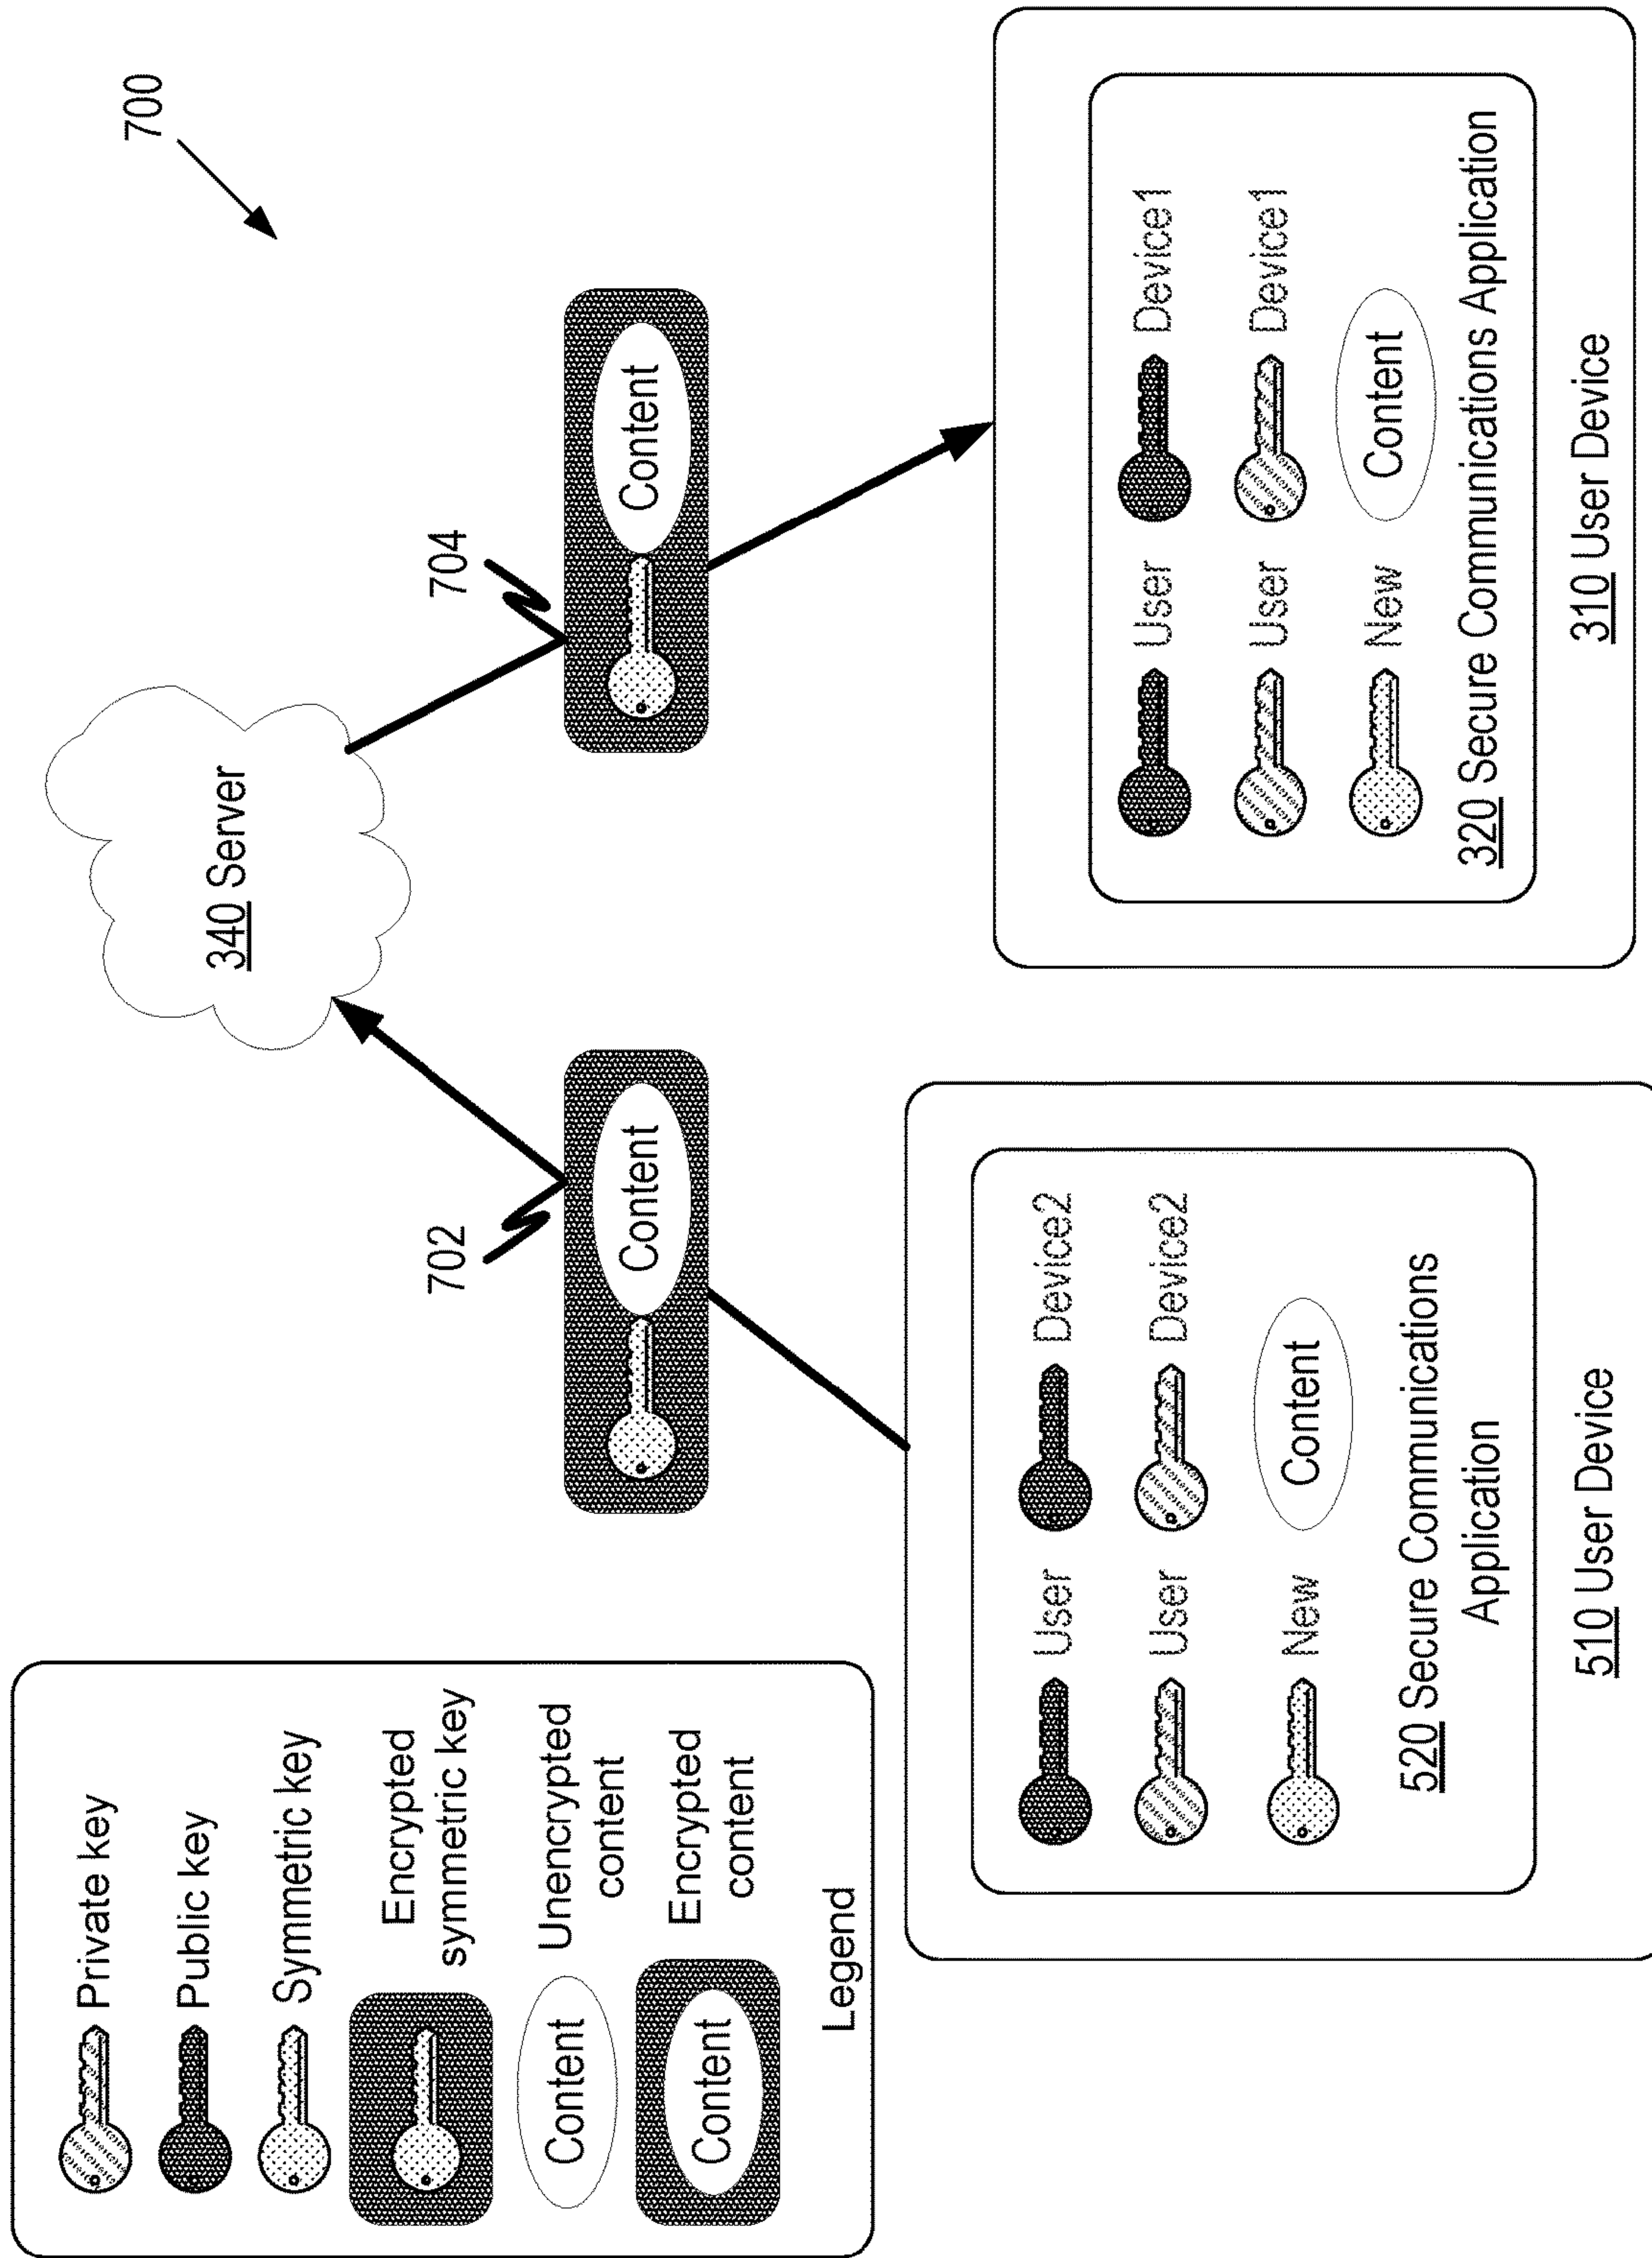 700
340 Server
702
704
Content
Content
Private key
Public key
Symmetric key
Encrypted
symmetric key
Content
Unencrypted
content
Content
Encrypted
content
Legend
User
Device2
User
Device2
New
Content
520 Secure Communications
Application
510 User Device
User
Device1
User
Device1
New
Content
320 Secure Communications Application
310 User Device